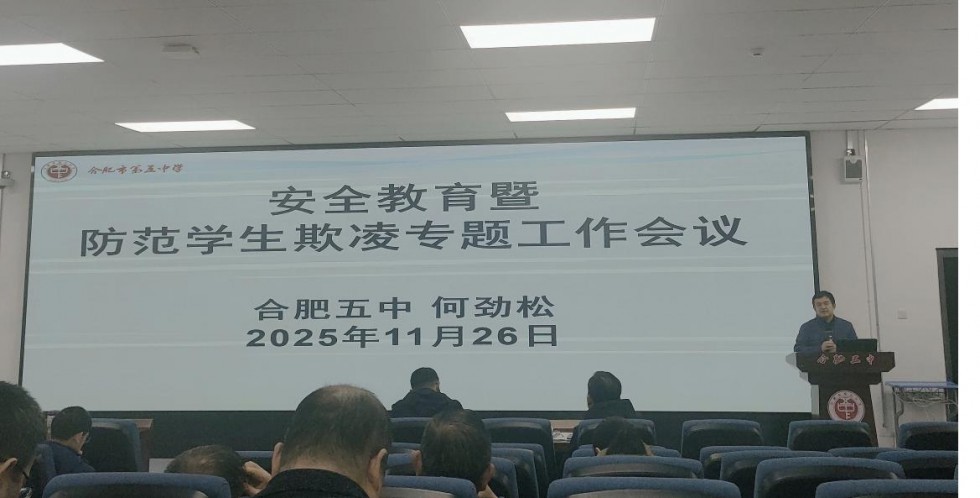 合肥市第五中学
安全教育暨
防范学生欺凌专题工作会议
合肥五中 何劲松
2025年11月26日
合肥五中